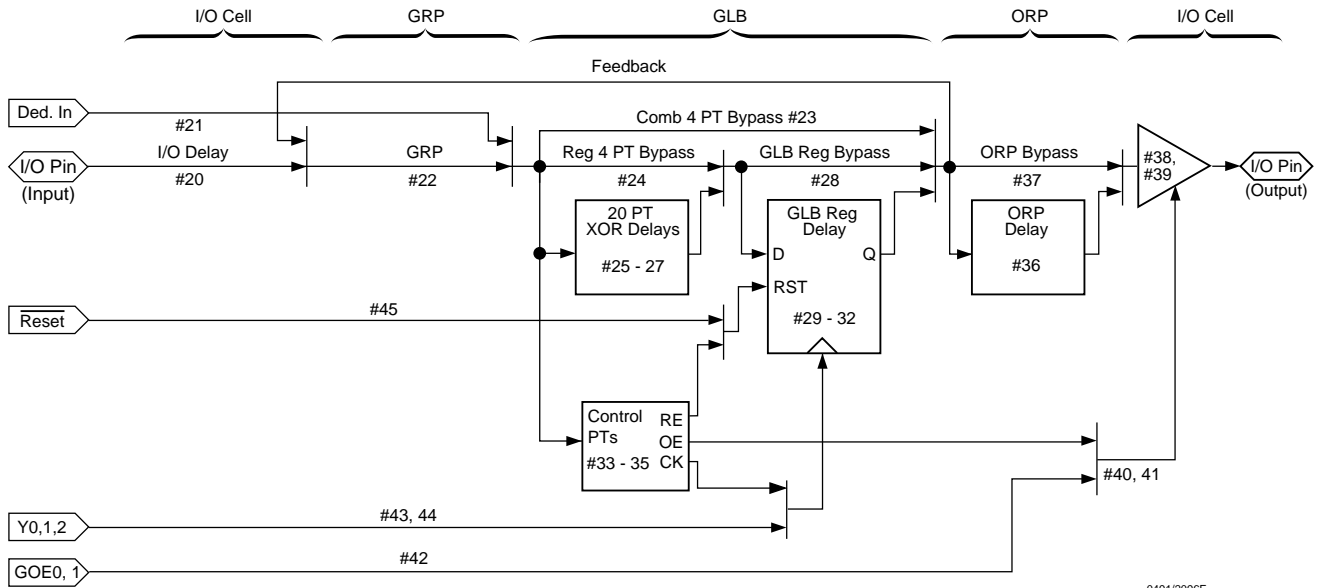 I/O Cell
GRP
GLB
ORP
I/O Cell
Feedback
Ded. In
#21
Comb 4 PT Bypass #23
I/O Pin
(Input)
I/O Delay
#20
GRP
#22
Reg 4 PT Bypass
#24
GLB Reg Bypass
#28
ORP Bypass
#37
#38,
#39
I/O Pin
(Output)
20 PT
XOR Delays
#25 - 27
GLB Reg
Delay
D
Q
RST
#29 - 32
ORP
Delay
#36
Reset
#45
Control
PTs
#33 - 35
RE
OE
CK
#40, 41
Y0,1,2
#43, 44
GOE0, 1
#42